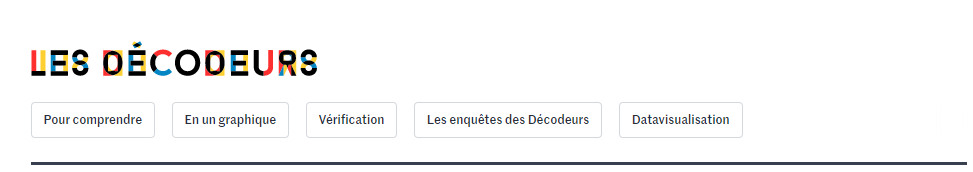 LES DÉCODEURS
Pour comprendre En un graphique Vérification Les enquêtes des Décodeurs Datavisualisation